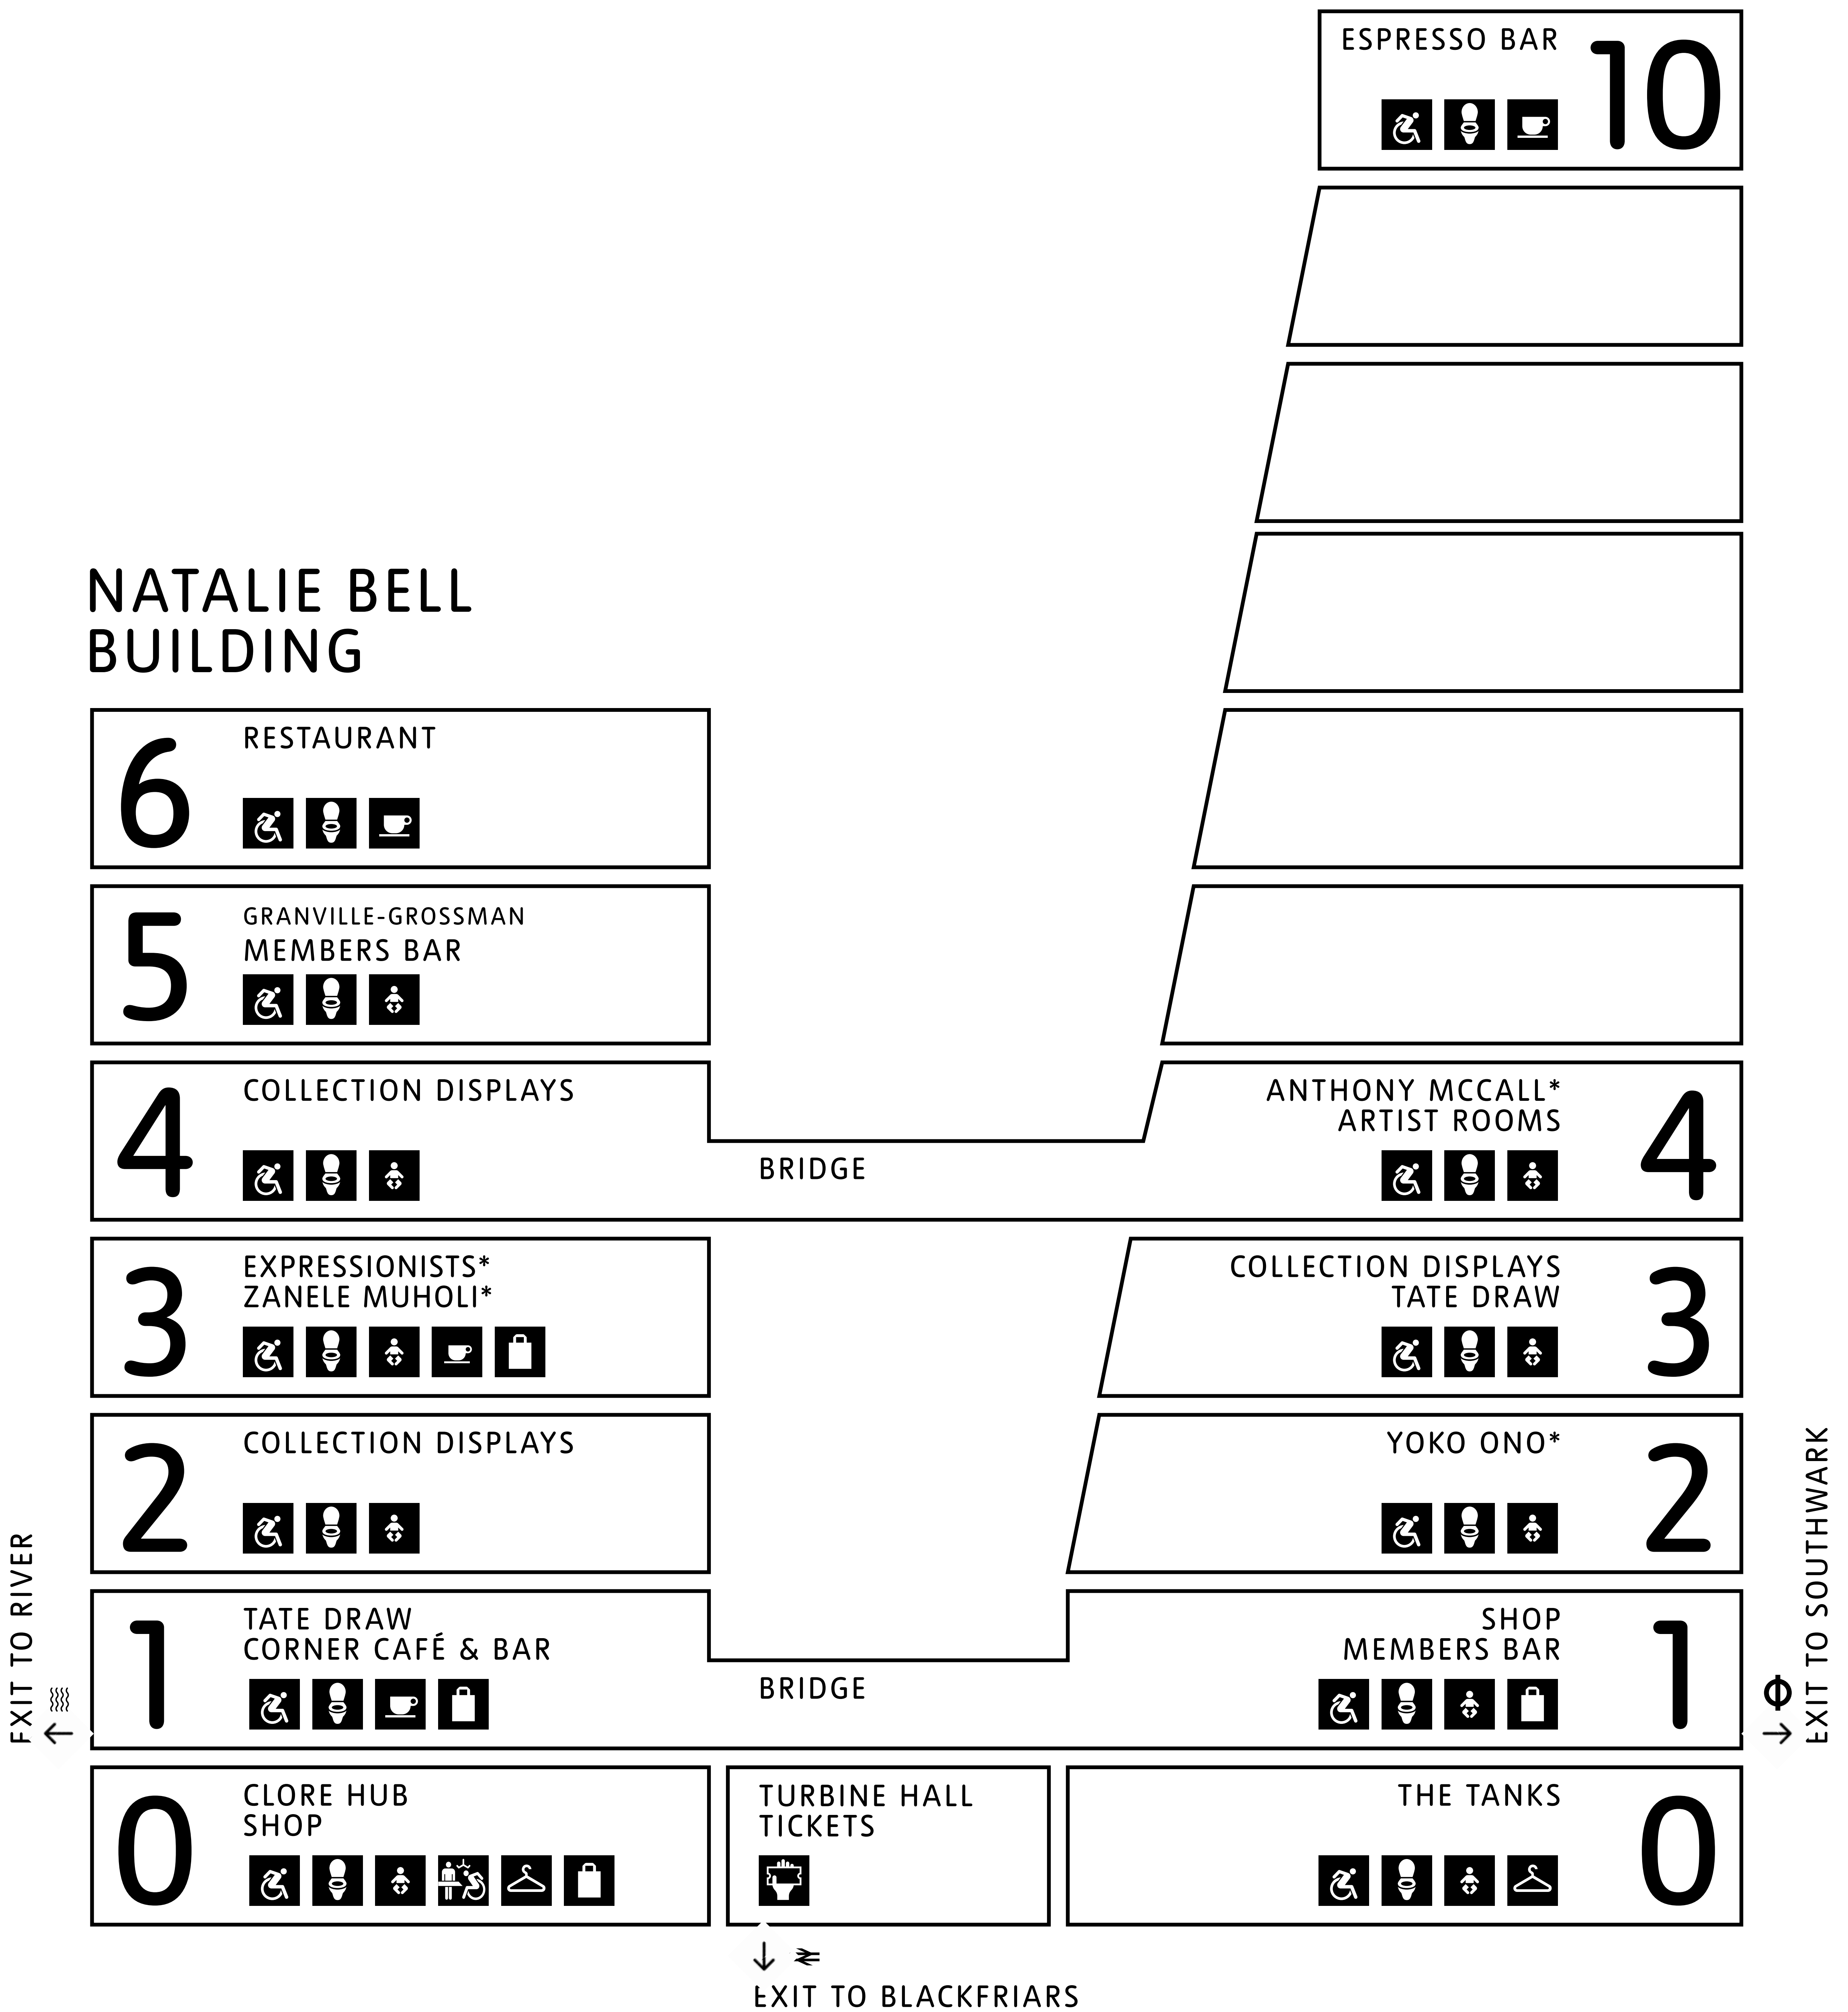 ESPRESSO BAR
10
NATALIE BELL
BUILDING
6
RESTAURANT
5
GRANVILLE-GROSSMAN
MEMBERS BAR
4
COLLECTION DISPLAYS
BRIDGE
ANTHONY MCCALL*
ARTIST ROOMS
4
3
EXPRESSIONISTS*
ZANELE MUHOLI*
COLLECTION DISPLAYS
TATE DRAW
3
2
COLLECTION DISPLAYS
YOKO ONO*
2
1
TATE DRAW
CORNER CAFÉ & BAR
BRIDGE
SHOP
MEMBERS BAR
1
EXIT TO RIVER
EXIT TO SOUTHWARK
0
CLORE HUB
SHOP
TURBINE HALL
TICKETS
THE TANKS
0
EXIT TO BLACKFRIARS